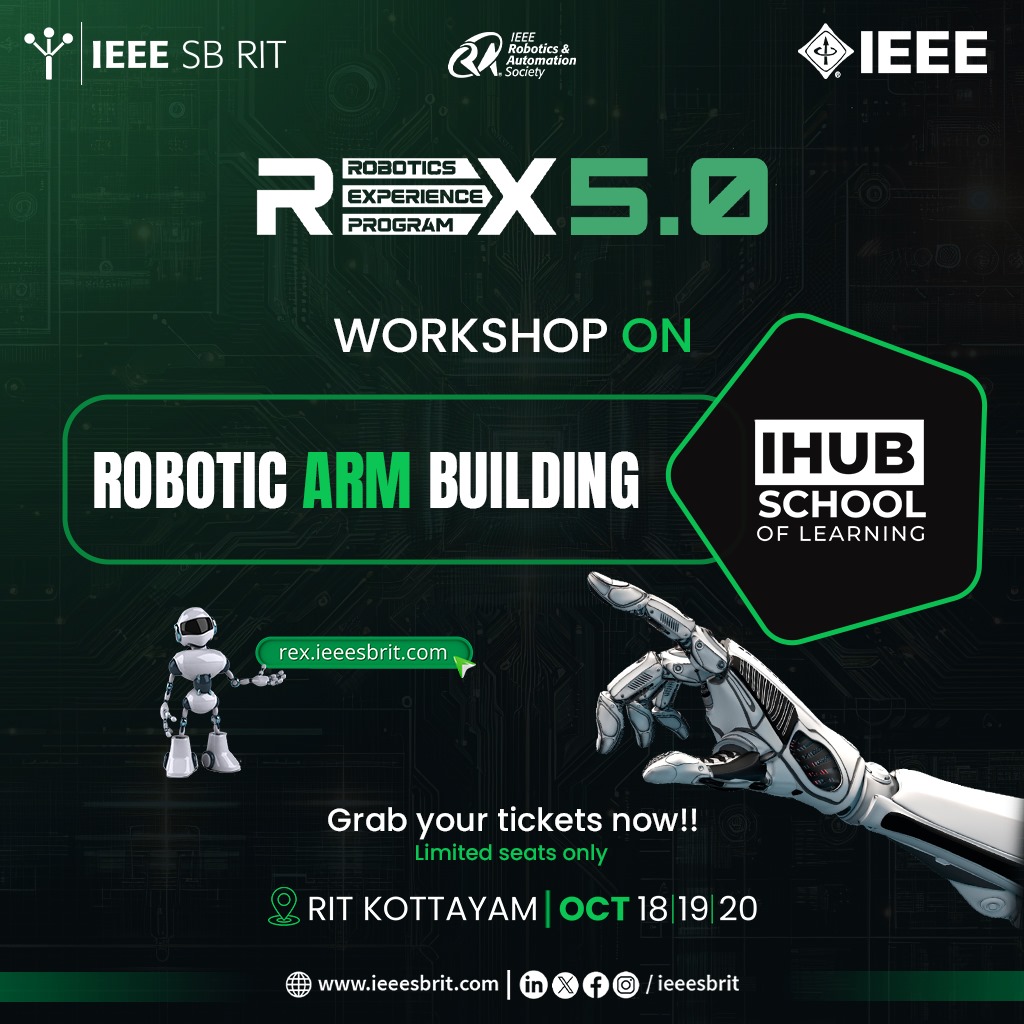 IEEE SB RIT
IEEE
Robotics &
Automation
Society
IEEE
REX 5.0
ROBOTICS
EXPERIENCE
PROGRAM
WORKSHOP ON
ROBOTIC ARM BUILDING
IHUB
SCHOOL
OF LEARNING
rex.ieeesbrit.com
Grab your tickets now!!
Limited seats only
RIT KOTTAYAM | OCT 18|19|20
www.ieeesbrit.com | / ieeesbrit